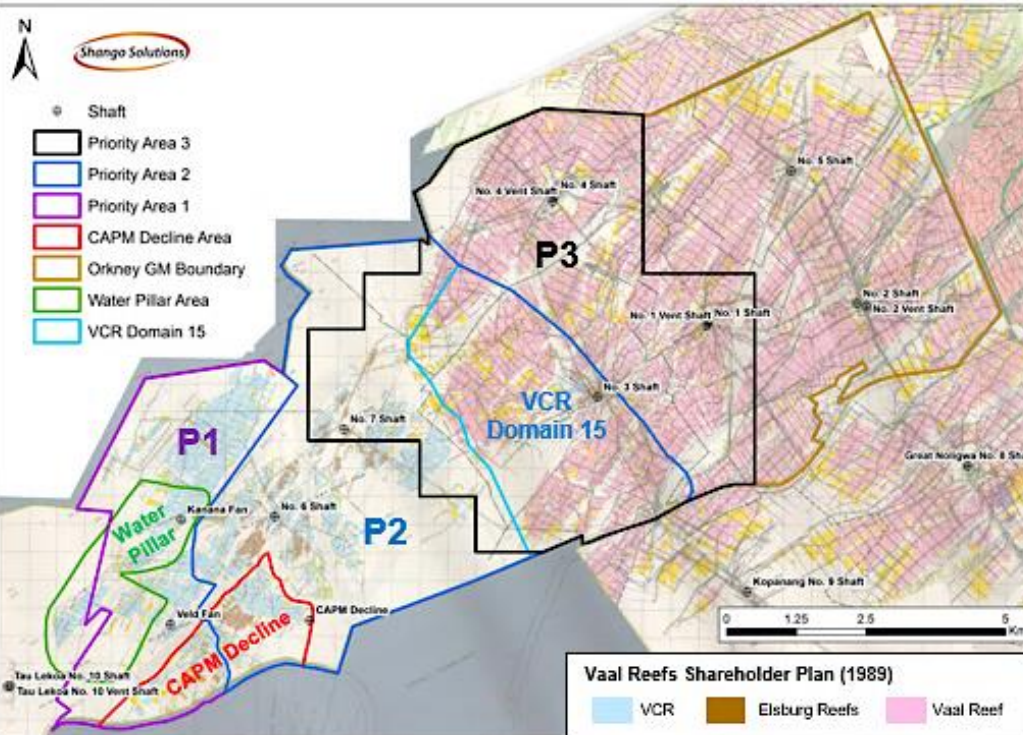 N
Shango Solutions
Shaft
Priority Area 3
Priority Area 2
Priority Area 1
CAPM Decline Area
Orkney GM Boundary
Water Pillar Area
VCR Domain 15
No. 5 Shaft
No. 4 Vent Shaft
No. 4 Shaft
P3
No. 2 Shaft
No. 2 Vent Shaft
No. 1 Vent Shaft
No. 1 Shaft
No. 3 Shaft
VCR
Domain 15
No. 7 Shaft
P1
Great Noligwa No. 8 Sha
Water
Pillar
Kanana Fan
No. 6 Shaft
P2
Kopanang No. 9 Shaft
Veld Fan
CAPM Decline
CAPM Decline
0 1.25 2.5 5
Km
Tau Lekoa No. 10 Shaft
Tau Lekoa No. 10 Vent Shaft
Vaal Reefs Shareholder Plan (1989)
VCR
Elsburg Reefs
Vaal Reef